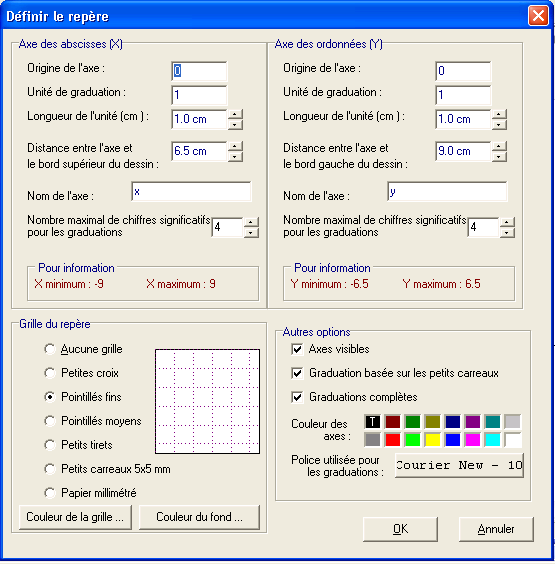 Définir le repère
Axe des abscisses (X)
Origine de l'axe :
0
Unité de graduation :
1
Longueur de l'unité (cm ) :
1.0 cm
Distance entre l'axe et
le bord supérieur du dessin :
6.5 cm
Nom de l'axe :
x
Nombre maximal de chiffres significatifs
pour les graduations
4
Pour information
X minimum : -9
X maximum : 9
Axe des ordonnées (Y)
Origine de l'axe :
0
Unité de graduation :
1
Longueur de l'unité (cm ) :
1.0 cm
Distance entre l'axe et
le bord gauche du dessin :
9.0 cm
Nom de l'axe :
y
Nombre maximal de chiffres significatifs
pour les graduations
4
Pour information
Y minimum : -6.5
Y maximum : 6.5
Grille du repère
Aucune grille
Petites croix
Pointillés fins
Pointillés moyens
Petits tirets
Petits carreaux 5x5 mm
Papier millimétré
Couleur de la grille ...
Couleur du fond ...
Autres options
Axes visibles
Graduation basée sur les petits carreaux
Graduations complètes
Couleur des
axes :
T
Police utilisée pour
les graduations :
Courier New - 10
OK
Annuler